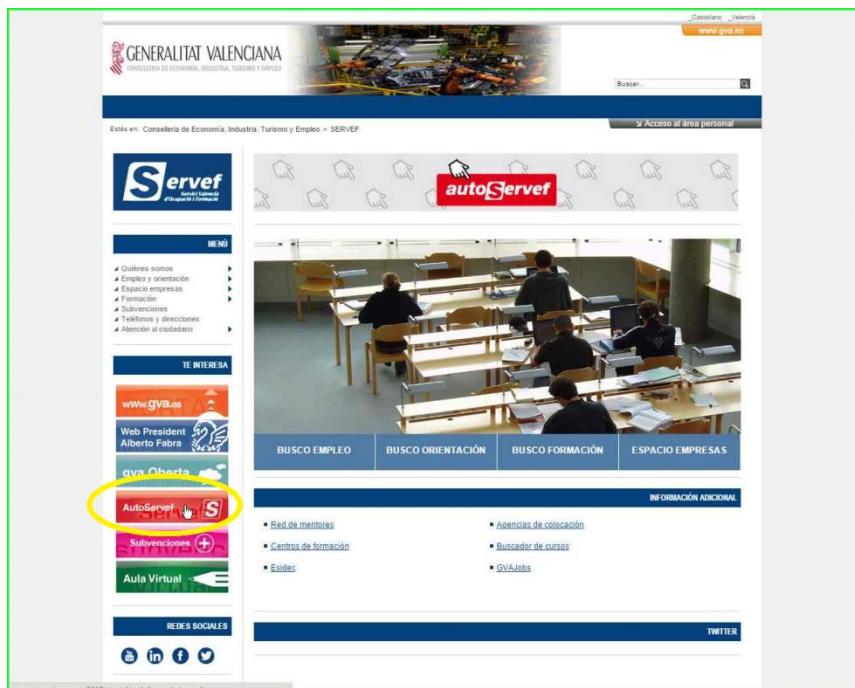 _Castellano _Valencià
www.gva.es
GENERALITAT VALENCIANA
CONSELLERIA DE ECONOMÍA, INDUSTRIA, TURISMO Y EMPLEO
Buscar...
Acceso al área personal
Estás en: Conselleria de Economía, Industria, Turismo y Empleo > SERVEF
Servef
Servici Valencià
d'Ocupació i Formació
autoServef
MENÚ
Quiénes somos
Empleo y orientación
Espacio empresas
Formación
Subvenciones
Teléfonos y direcciones
Atención al ciudadano
TE INTERESA
www.gva.es
Web President
Alberto Fabra
gva Oberta
AutoServef
Subvenciones
Aula Virtual
REDES SOCIALES
BUSCO EMPLEO BUSCO ORIENTACIÓN BUSCO FORMACIÓN ESPACIO EMPRESAS
INFORMACIÓN ADICIONAL
Red de mentores Agencias de colocación
Centros de formación Buscador de cursos
Esidec GVAJobs
TWITTER